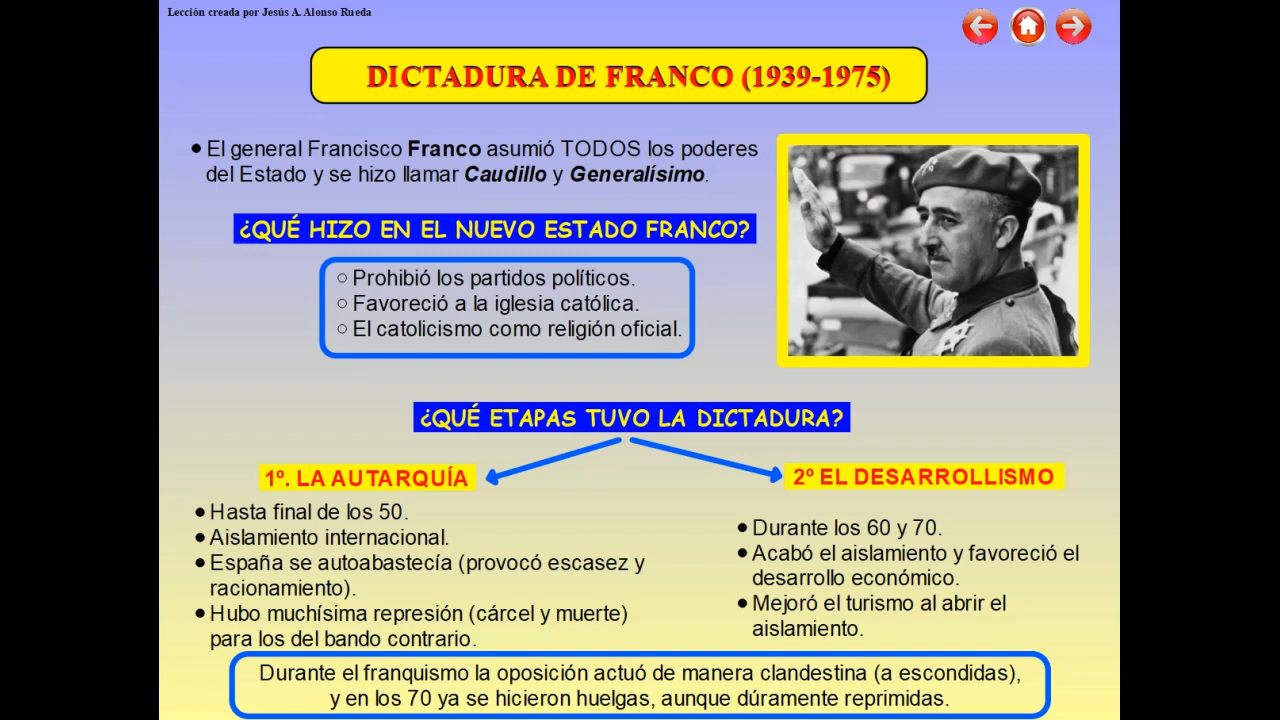 Lección creada por Jesús A. Alonso Rueda
DICTADURA DE FRANCO (1939-1975)
● El general Francisco Franco asumió TODOS los poderes
del Estado y se hizo llamar Caudillo y Generalísimo.
¿QUÉ HIZO EN EL NUEVO ESTADO FRANCO?
○ Prohibió los partidos políticos.
○ Favoreció a la iglesia católica.
○ El catolicismo como religión oficial.
¿QUÉ ETAPAS TUVO LA DICTADURA?
1º. LA AUTARQUÍA
● Hasta final de los 50.
● Aislamiento internacional.
● España se autoabastecía (provocó escasez y
racionamiento).
● Hubo muchísima represión (cárcel y muerte)
para los del bando contrario.
2º EL DESARROLLISMO
● Durante los 60 y 70.
● Acabó el aislamiento y favoreció el
desarrollo económico.
● Mejoró el turismo al abrir el
aislamiento.
Durante el franquismo la oposición actuó de manera clandestina (a escondidas),
y en los 70 ya se hicieron huelgas, aunque dúramente reprimidas.